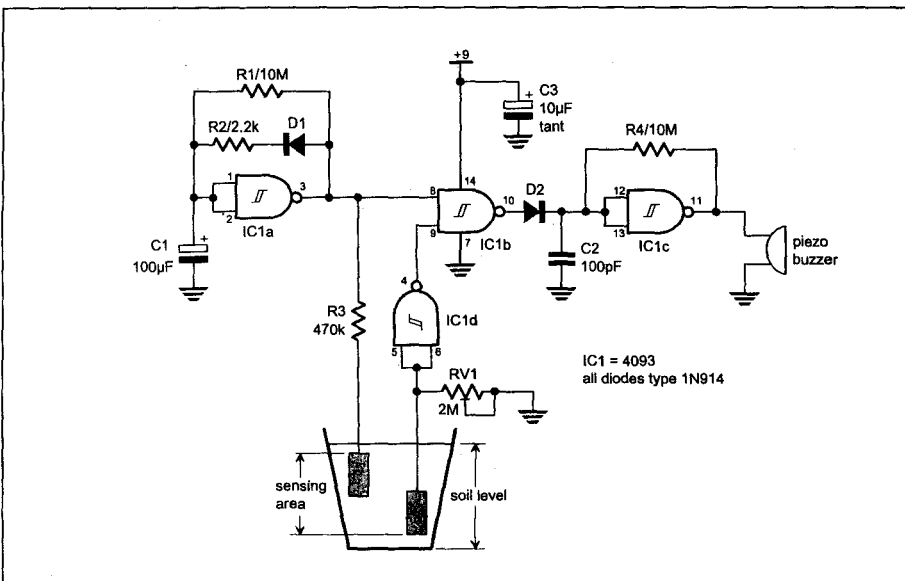 +9
R1/10M
R2/2.2k
D1
1
2
3
IC1a
C1
100µF
+
C3
10µF
tant
+
14
8
9
10
7
IC1b
D2
R4/10M
12
13
11
IC1c
C2
100pF
piezo
buzzer
R3
470k
4
IC1d
5
6
RV1
2M
IC1 = 4093
all diodes type 1N914
sensing
area
soil level